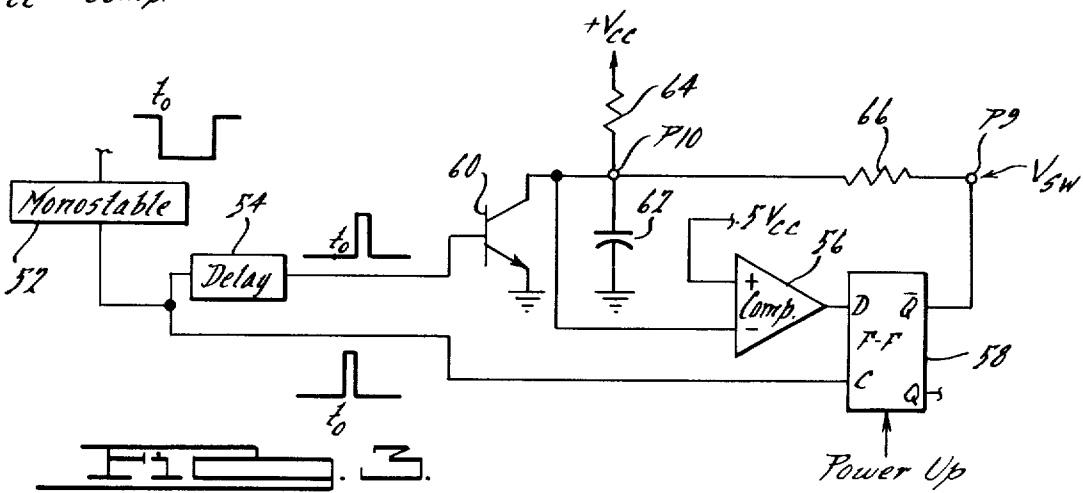 +Vcc
64
P10
66
P9
Vsw
t₀
60
Monostable
54
52
Delay
t₀
62
.5Vcc
56
+
Comp.
-
D
Q̄
F-F
58
C
Q
t₀
Power Up
Fig. 3.